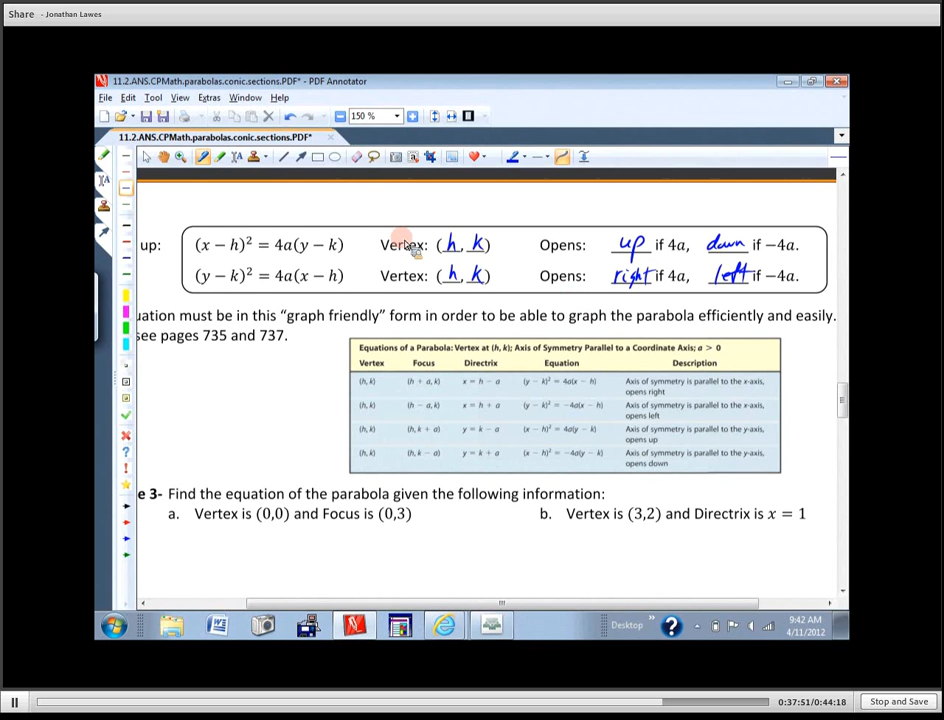 Share - Jonathan Lawes
11.2.ANS.CPMath.parabolas.conic.sections.PDF* - PDF Annotator
File Edit Tool View Extras Window Help
150 %
11.2.ANS.CPMath.parabolas.conic.sections.PDF*
up: (x − h)² = 4a(y − k) Vertex: (h, k) Opens: up if 4a, down if −4a.
(y − k)² = 4a(x − h) Vertex: (h, k) Opens: right if 4a, left if −4a.
uation must be in this “graph friendly” form in order to be able to graph the parabola efficiently and easily.
see pages 735 and 737.
Equations of a Parabola: Vertex at (h, k); Axis of Symmetry Parallel to a Coordinate Axis; a > 0
Vertex Focus Directrix Equation Description
(h, k) (h + a, k) x = h − a (y − k)² = 4a(x − h) Axis of symmetry is parallel to the x-axis,
opens right
(h, k) (h − a, k) x = h + a (y − k)² = −4a(x − h) Axis of symmetry is parallel to the x-axis,
opens left
(h, k) (h, k + a) y = k − a (x − h)² = 4a(y − k) Axis of symmetry is parallel to the y-axis,
opens up
(h, k) (h, k − a) y = k + a (x − h)² = −4a(y − k) Axis of symmetry is parallel to the y-axis,
opens down
e 3- Find the equation of the parabola given the following information:
a. Vertex is (0,0) and Focus is (0,3) b. Vertex is (3,2) and Directrix is x = 1
Desktop
9:42 AM
4/11/2012
0:37:51/0:44:18 Stop and Save